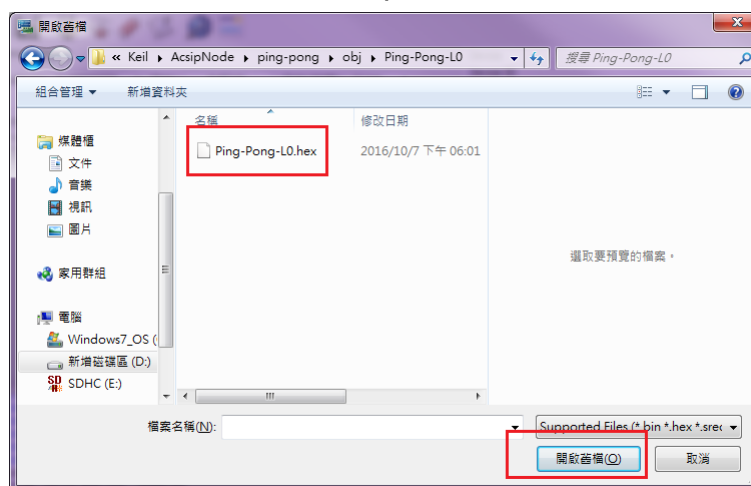 開啟舊檔
« Keil ▸ AcsipNode ▸ ping-pong ▸ obj ▸ Ping-Pong-L0
搜尋 Ping-Pong-L0
組合管理 ▼ 新增資料夾
名稱 修改日期
Ping-Pong-L0.hex 2016/10/7 下午 06:01
媒體櫃
文件
音樂
視訊
圖片
家用群組
電腦
Windows7_OS (
新增磁碟區 (D:)
SDHC (E:)
選取要預覽的檔案。
檔案名稱(N):
Supported Files (*.bin *.hex *.srec
開啟舊檔(O) 取消